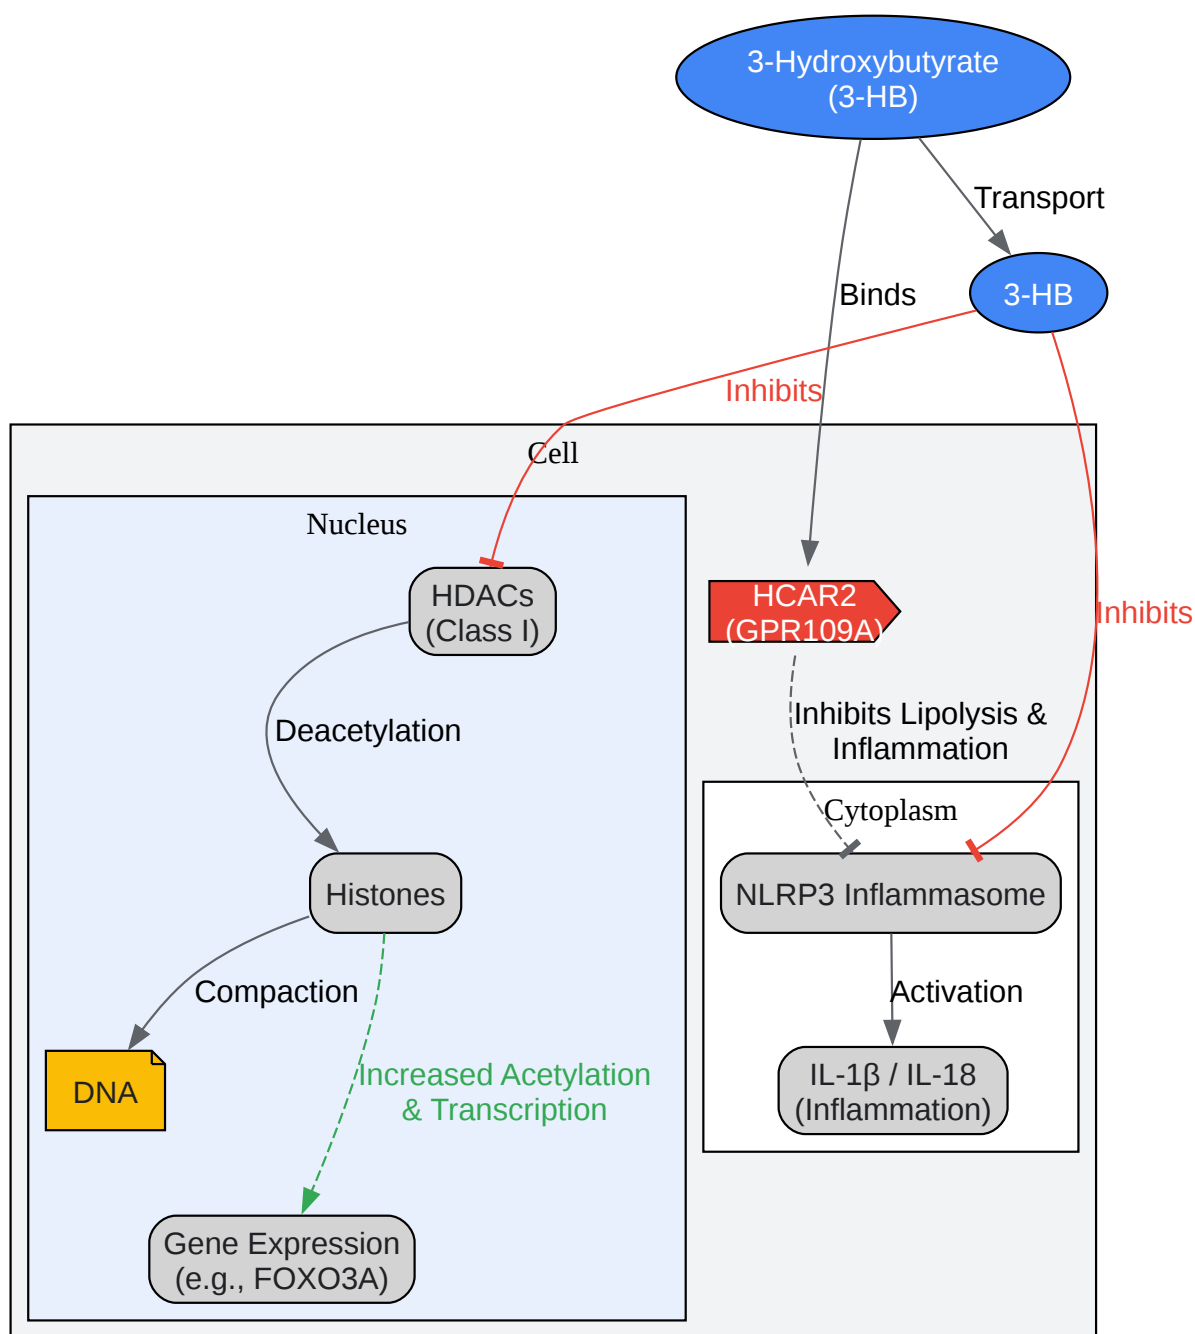 3-Hydroxybutyrate
(3-HB)
Transport
Binds
3-HB
Inhibits
Cell
Nucleus
HDACs
(Class I)
HCAR2
(GPR109A)
Inhibits
Deacetylation
Inhibits Lipolysis &
Inflammation
Cytoplasm
Histones
NLRP3 Inflammasome
Compaction
Activation
DNA
Increased Acetylation
& Transcription
IL-1β / IL-18
(Inflammation)
Gene Expression
(e.g., FOXO3A)